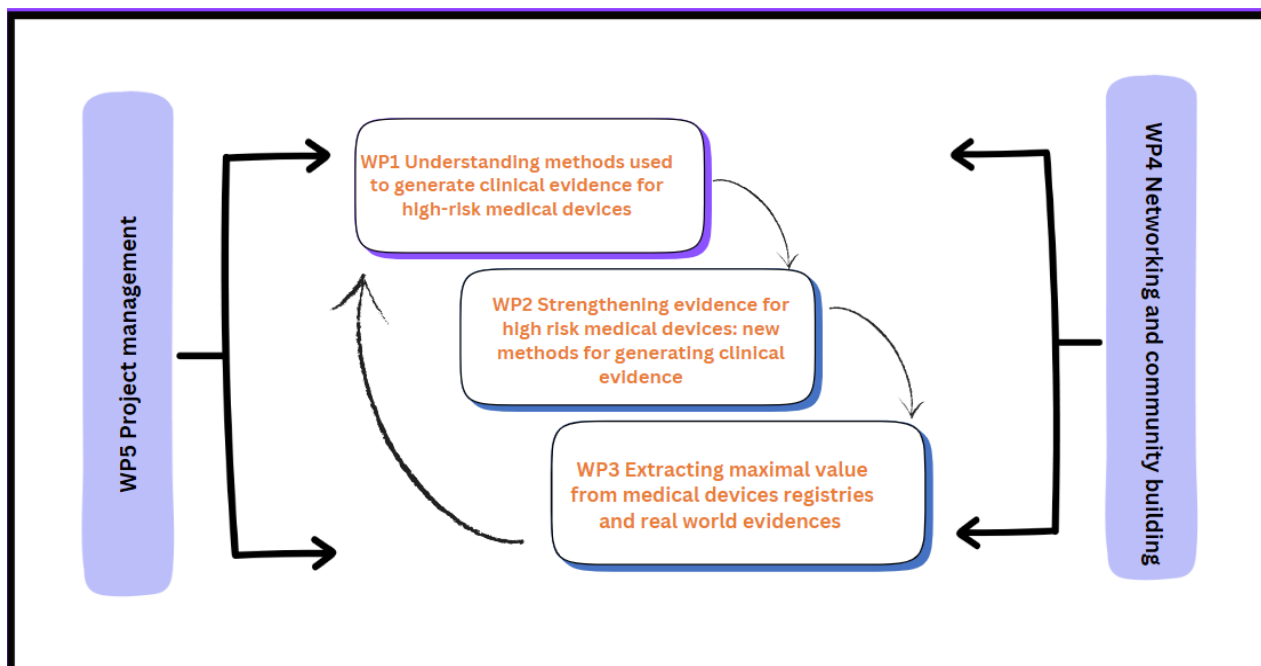 WP5 Project management
WP1 Understanding methods used
to generate clinical evidence for
high-risk medical devices
WP2 Strengthening evidence for
high risk medical devices: new
methods for generating clinical
evidence
WP3 Extracting maximal value
from medical devices registries
and real world evidences
WP4 Networking and community building